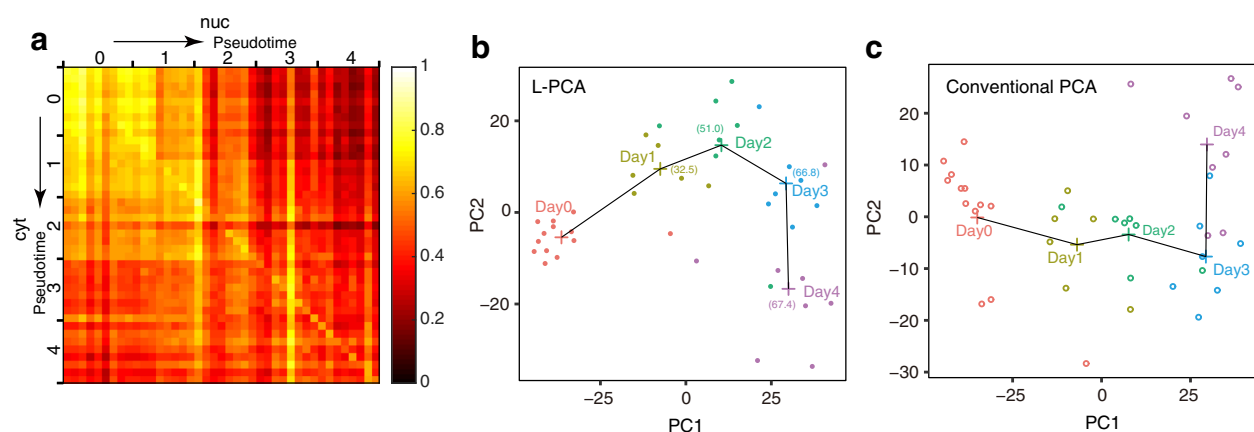 a
nuc
Pseudotime
0 1 2 3 4
cyt
Pseudotime
0
1
2
3
4
1
0.8
0.6
0.4
0.2
0
b
L-PCA
20
0
−20
PC2
−25 0 25
PC1
Day0
Day1
(32.5)
(51.0)
Day2
(66.8)
Day3
Day4
(67.4)
c
Conventional PCA
20
10
0
−10
−20
−30
PC2
−25 0 25
PC1
Day0
Day1
Day2
Day3
Day4